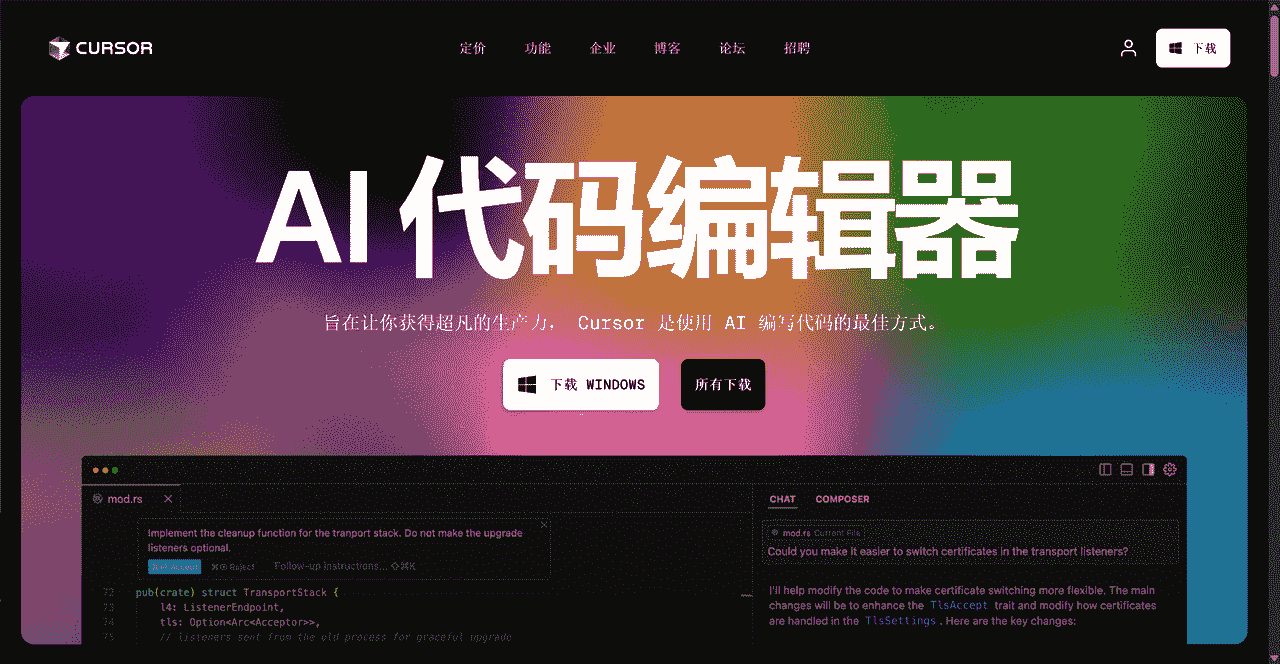 CURSOR
定价 功能 企业 博客 论坛 招聘
下载
AI 代码编辑器
旨在让你获得超凡的生产力， Cursor 是使用 AI 编写代码的最佳方式。
下载 WINDOWS
所有下载
mod.rs
Implement the cleanup function for the tranport stack. Do not make the upgrade
listeners optional.
Accept ⌘⌫ Reject Follow-up instructions... ⇧⌘K
72 pub(crate) struct TransportStack {
73 l4: ListenerEndpoint,
74 tls: Option<Arc<Acceptor>>,
75 // listeners sent from the old process for graceful upgrade
CHAT COMPOSER
mod.rs Current File
Could you make it easier to switch certificates in the transport listeners?
I'll help modify the code to make certificate switching more flexible. The main
changes will be to enhance the TlsAccept trait and modify how certificates
are handled in the TlsSettings. Here are the key changes: